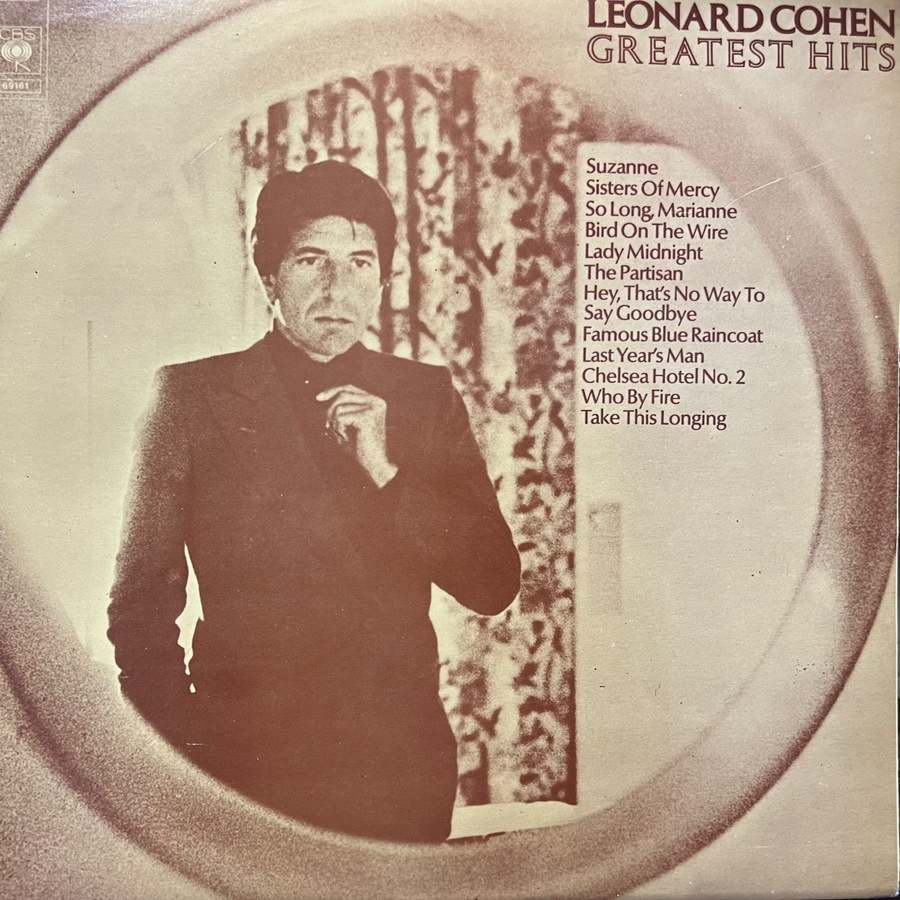 CBS
69161
LEONARD COHEN
GREATEST HITS
Suzanne
Sisters Of Mercy
So Long, Marianne
Bird On The Wire
Lady Midnight
The Partisan
Hey, That's No Way To
Say Goodbye
Famous Blue Raincoat
Last Year's Man
Chelsea Hotel No. 2
Who By Fire
Take This Longing